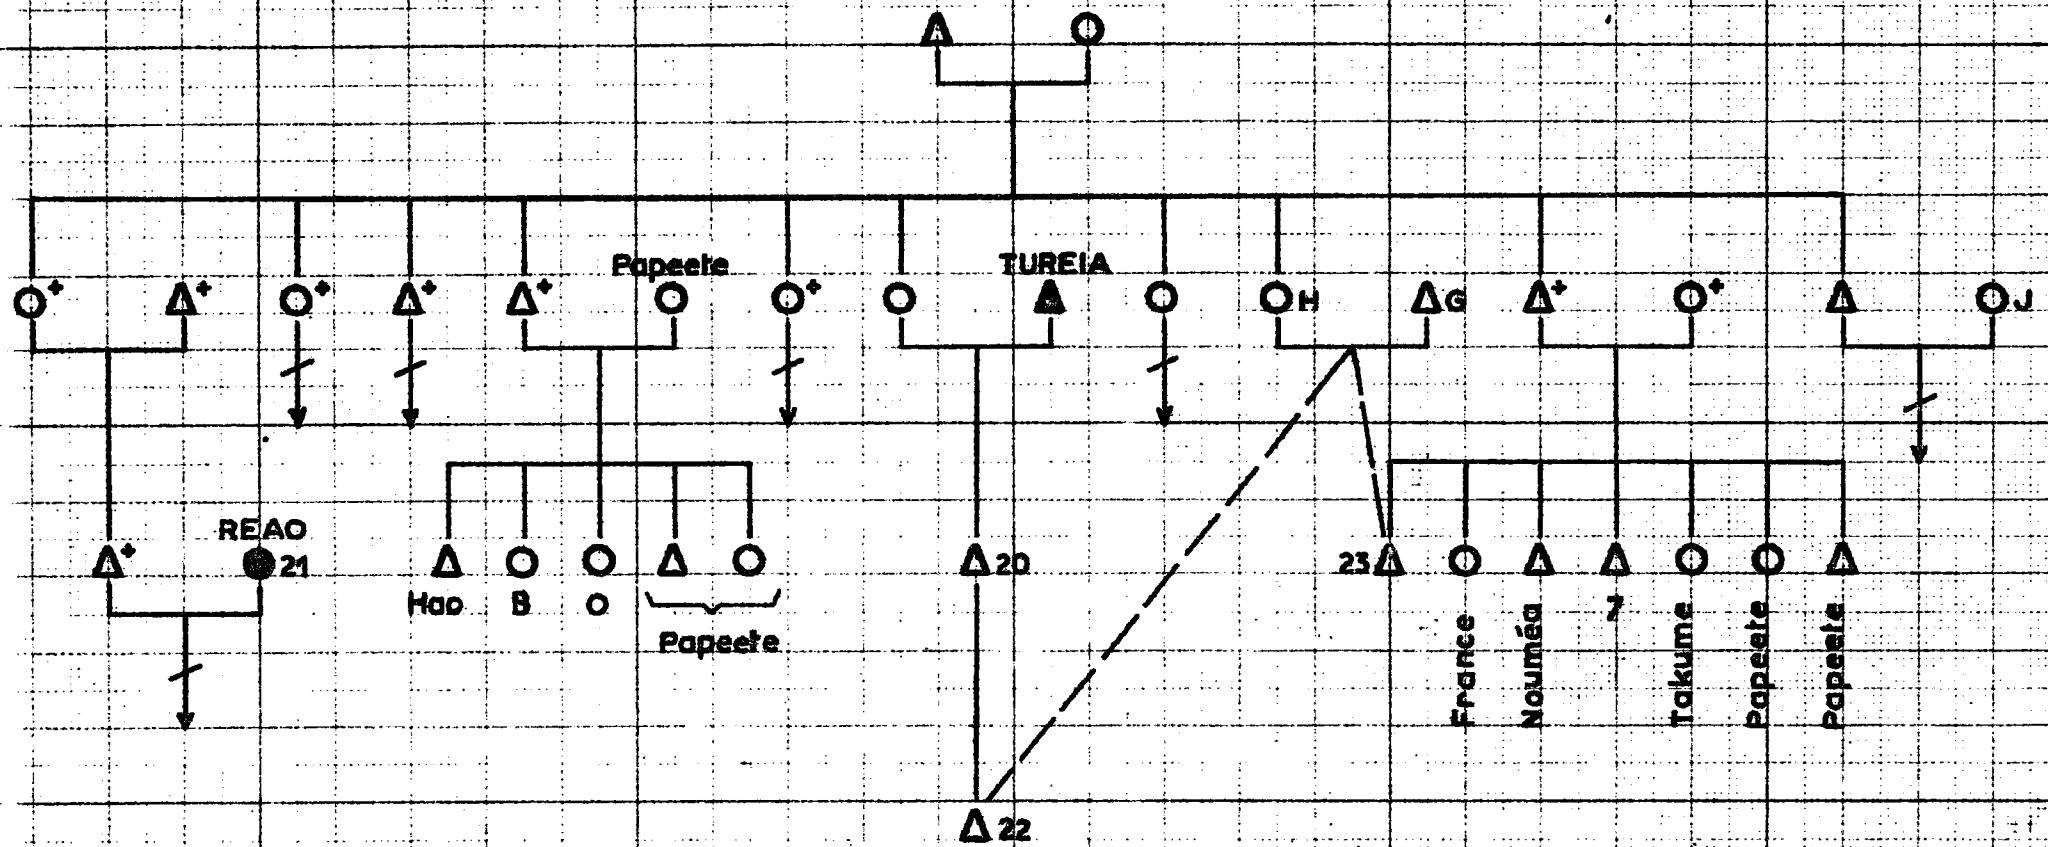 Papeete TUREIA
H G J
REAO
21 20 23
Hao B O 7
Papeete
France Nouméa Takume Papeete Papeete
22